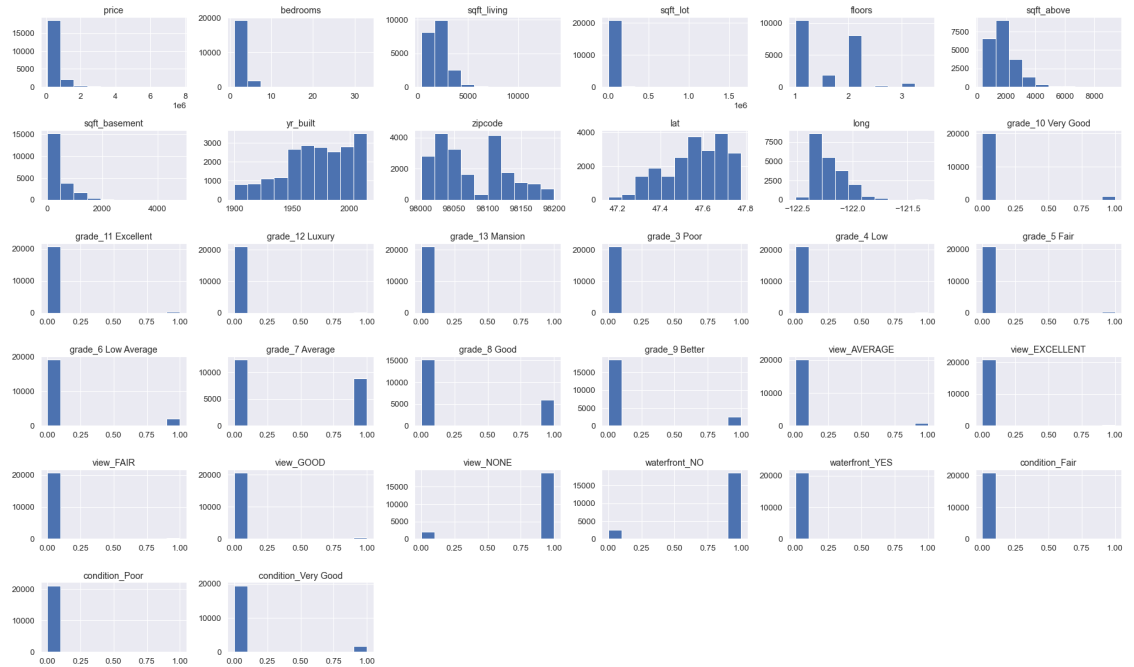 price
15000
10000
5000
0
0 2 4 6 8
1e6
bedrooms
20000
10000
0
0 10 20 30
sqft_living
10000
5000
0
0 5000 10000
sqft_lot
20000
10000
0
0.0 0.5 1.0 1.5
1e6
floors
10000
5000
0
1 2 3
sqft_above
7500
5000
2500
0
0 2000 4000 6000 8000
sqft_basement
15000
10000
5000
0
0 2000 4000
yr_built
3000
2000
1000
0
1900 1950 2000
zipcode
4000
2000
0
98000 98050 98100 98150 98200
lat
4000
2000
0
47.2 47.4 47.6 47.8
long
7500
5000
2500
0
−122.5 −122.0 −121.5
grade_10 Very Good
20000
10000
0
0.00 0.25 0.50 0.75 1.00
grade_11 Excellent
20000
10000
0
0.00 0.25 0.50 0.75 1.00
grade_12 Luxury
20000
10000
0
0.00 0.25 0.50 0.75 1.00
grade_13 Mansion
20000
10000
0
0.00 0.25 0.50 0.75 1.00
grade_3 Poor
20000
10000
0
0.00 0.25 0.50 0.75 1.00
grade_4 Low
20000
10000
0
0.00 0.25 0.50 0.75 1.00
grade_5 Fair
20000
10000
0
0.00 0.25 0.50 0.75 1.00
grade_6 Low Average
20000
10000
0
0.00 0.25 0.50 0.75 1.00
grade_7 Average
10000
5000
0
0.00 0.25 0.50 0.75 1.00
grade_8 Good
15000
10000
5000
0
0.00 0.25 0.50 0.75 1.00
grade_9 Better
15000
10000
5000
0
0.00 0.25 0.50 0.75 1.00
view_AVERAGE
20000
10000
0
0.00 0.25 0.50 0.75 1.00
view_EXCELLENT
20000
10000
0
0.00 0.25 0.50 0.75 1.00
view_FAIR
20000
10000
0
0.00 0.25 0.50 0.75 1.00
view_GOOD
20000
10000
0
0.00 0.25 0.50 0.75 1.00
view_NONE
15000
10000
5000
0
0.00 0.25 0.50 0.75 1.00
waterfront_NO
15000
10000
5000
0
0.00 0.25 0.50 0.75 1.00
waterfront_YES
20000
10000
0
0.00 0.25 0.50 0.75 1.00
condition_Fair
20000
10000
0
0.00 0.25 0.50 0.75 1.00
condition_Poor
20000
10000
0
0.00 0.25 0.50 0.75 1.00
condition_Very Good
20000
10000
0
0.00 0.25 0.50 0.75 1.00